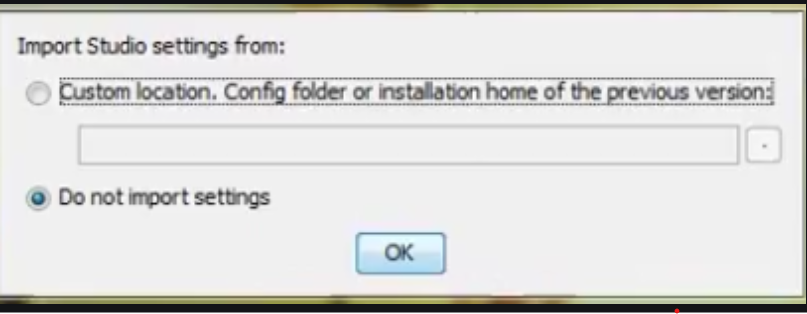 Import Studio settings from:
Custom location. Config folder or installation home of the previous version:
Do not import settings
OK